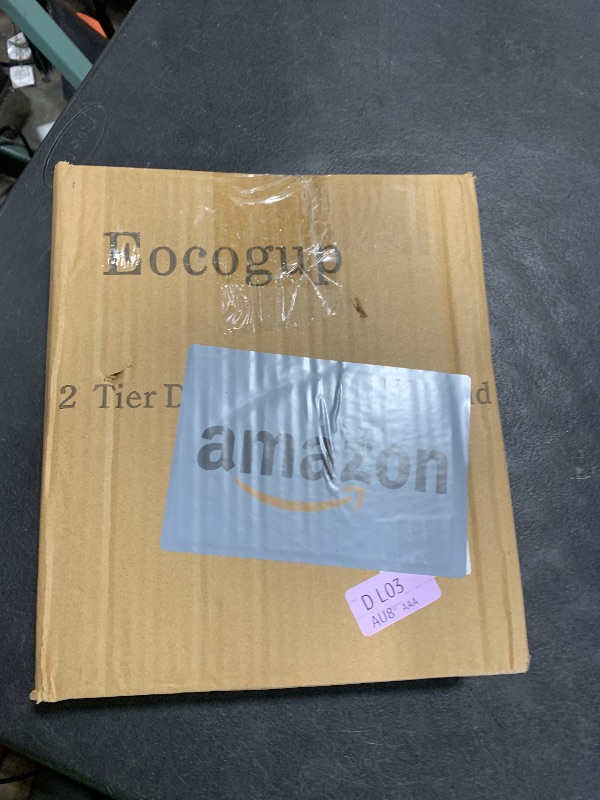 Eocogup
2 Tier D
amazon
D L03
AU8 AAA